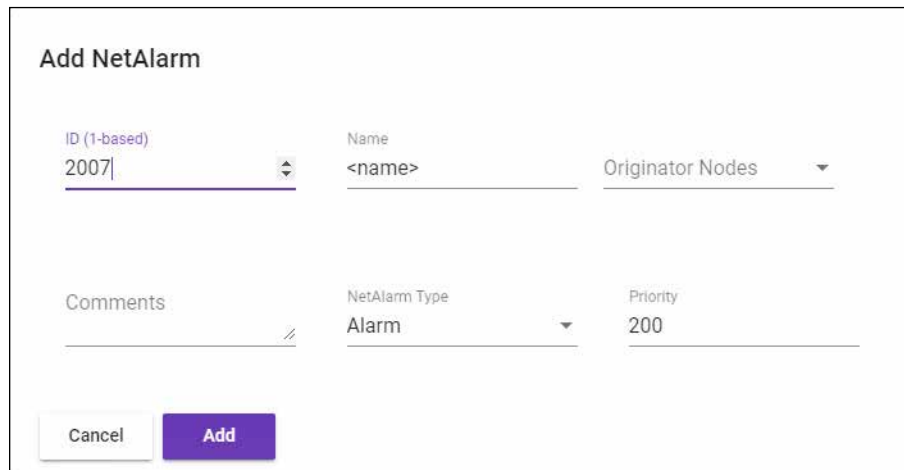 Add NetAlarm
ID (1-based)
2007
Name
<name>
Originator Nodes
Comments
NetAlarm Type
Alarm
Priority
200
Cancel
Add